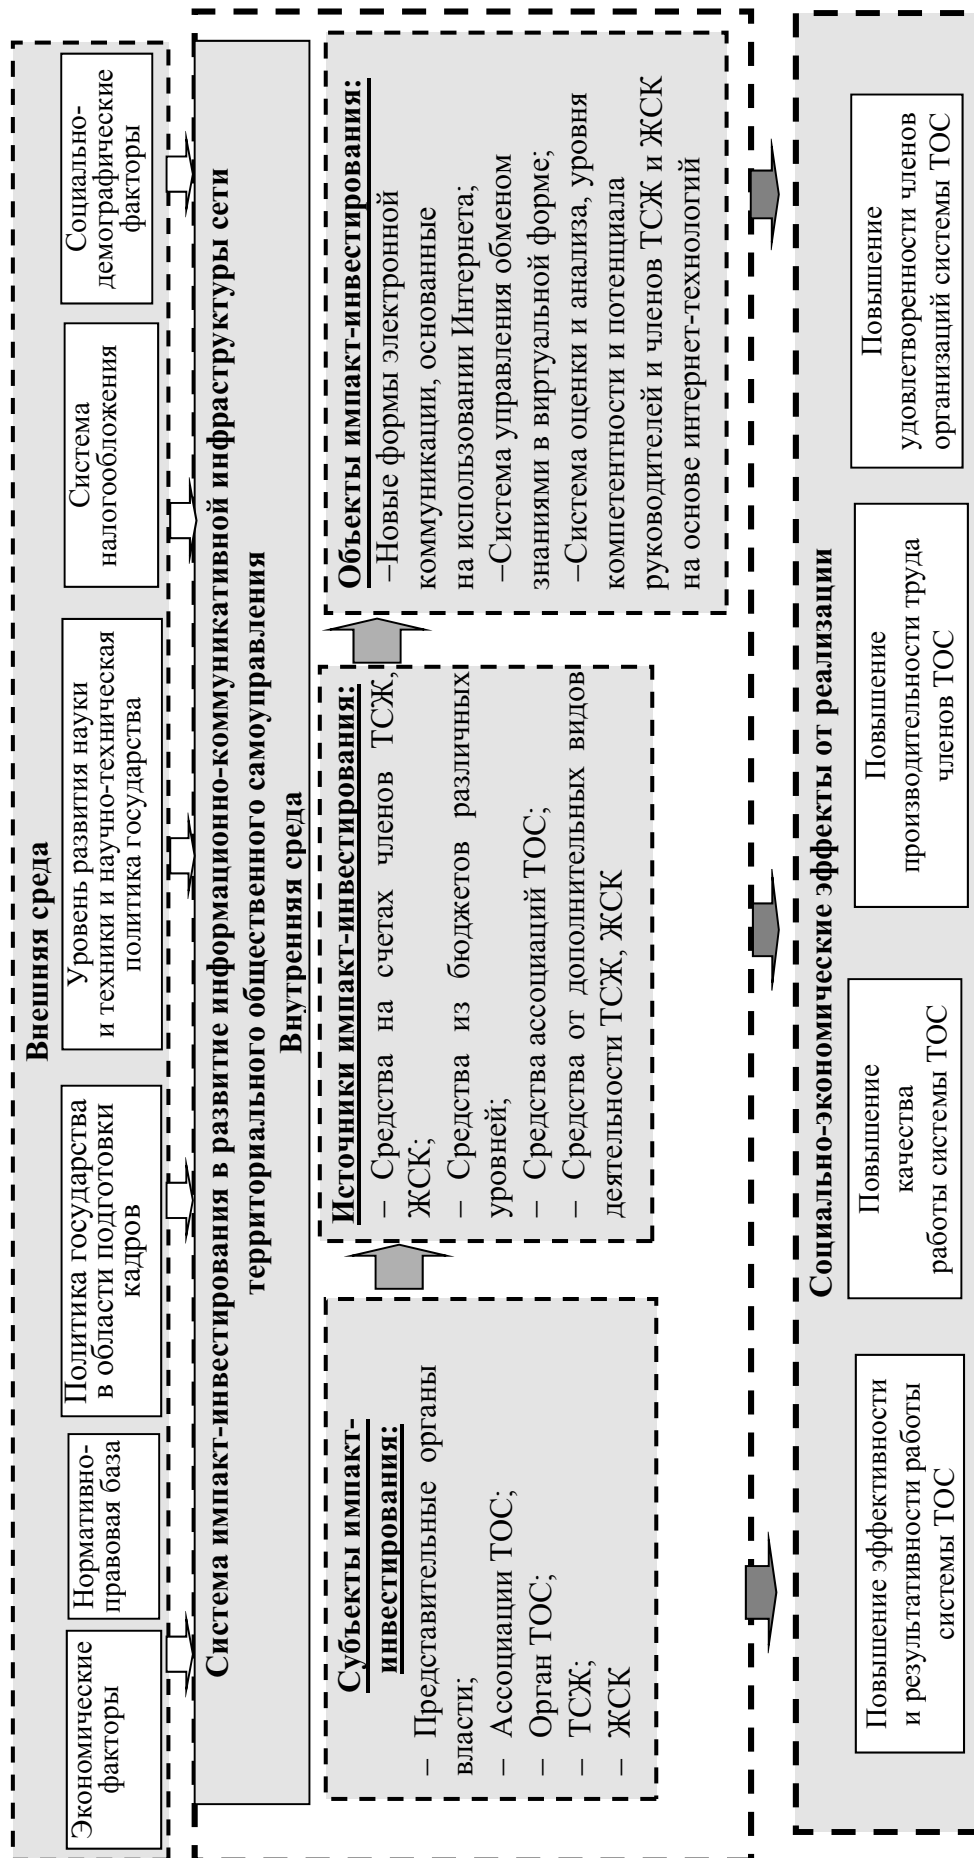 Внешняя среда
Экономические
факторы
Нормативно-
правовая база
Политика государства
в области подготовки
кадров
Уровень развития науки
и техники и научно-техническая
политика государства
Система
налогообложения
Социально-
демографические
факторы
Система импакт-инвестирования в развитие информационно-коммуникативной инфраструктуры сети
территориального общественного самоуправления
Внутренняя среда
Субъекты импакт-
инвестирования:
– Представительные органы
власти;
– Ассоциации ТОС;
– Орган ТОС;
– ТСЖ;
– ЖСК
Источники импакт-инвестирования:
– Средства на счетах членов ТСЖ,
ЖСК;
– Средства из бюджетов различных
уровней;
– Средства ассоциаций ТОС;
– Средства от дополнительных видов
деятельности ТСЖ, ЖСК
Объекты импакт-инвестирования:
–Новые формы электронной
коммуникации, основанные
на использовании Интернета;
–Система управления обменом
знаниями в виртуальной форме;
–Система оценки и анализа, уровня
компетентности и потенциала
руководителей и членов ТСЖ и ЖСК
на основе интернет-технологий
Социально-экономические эффекты от реализации
Повышение эффективности
и результативности работы
системы ТОС
Повышение
качества
работы системы ТОС
Повышение
производительности труда
членов ТОС
Повышение
удовлетворенности членов
организаций системы ТОС